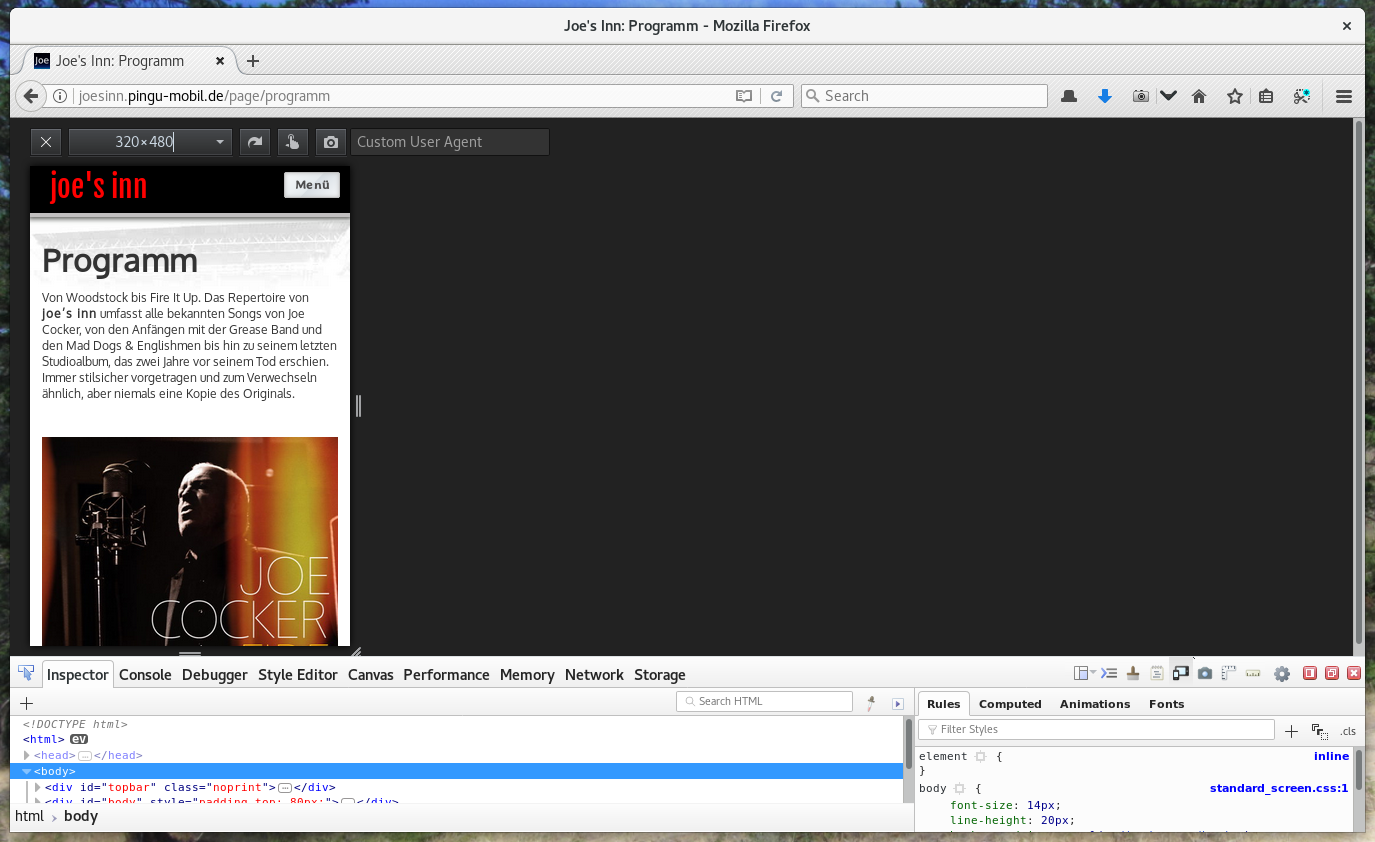 Joe's Inn: Programm - Mozilla Firefox
Joe Joe's Inn: Programm
joesinn.pingu-mobil.de/page/programm
Search
320×480
Custom User Agent
joe's inn
Menü
Programm
Von Woodstock bis Fire It Up. Das Repertoire von
joe’s inn umfasst alle bekannten Songs von Joe
Cocker, von den Anfängen mit der Grease Band und
den Mad Dogs & Englishmen bis hin zu seinem letzten
Studioalbum, das zwei Jahre vor seinem Tod erschien.
Immer stilsicher vorgetragen und zum Verwechseln
ähnlich, aber niemals eine Kopie des Originals.
JOE
COCKER
Inspector Console Debugger Style Editor Canvas Performance Memory Network Storage
Search HTML
<!DOCTYPE html>
<html> ev
<head>…</head>
<body>
<div id="topbar" class="noprint">…</div>
<div id="body" style="padding-top: 80px;">…</div>
html › body
Rules Computed Animations Fonts
Filter Styles
.cls
element { inline
}
body { standard_screen.css:1
font-size: 14px;
line-height: 20px;